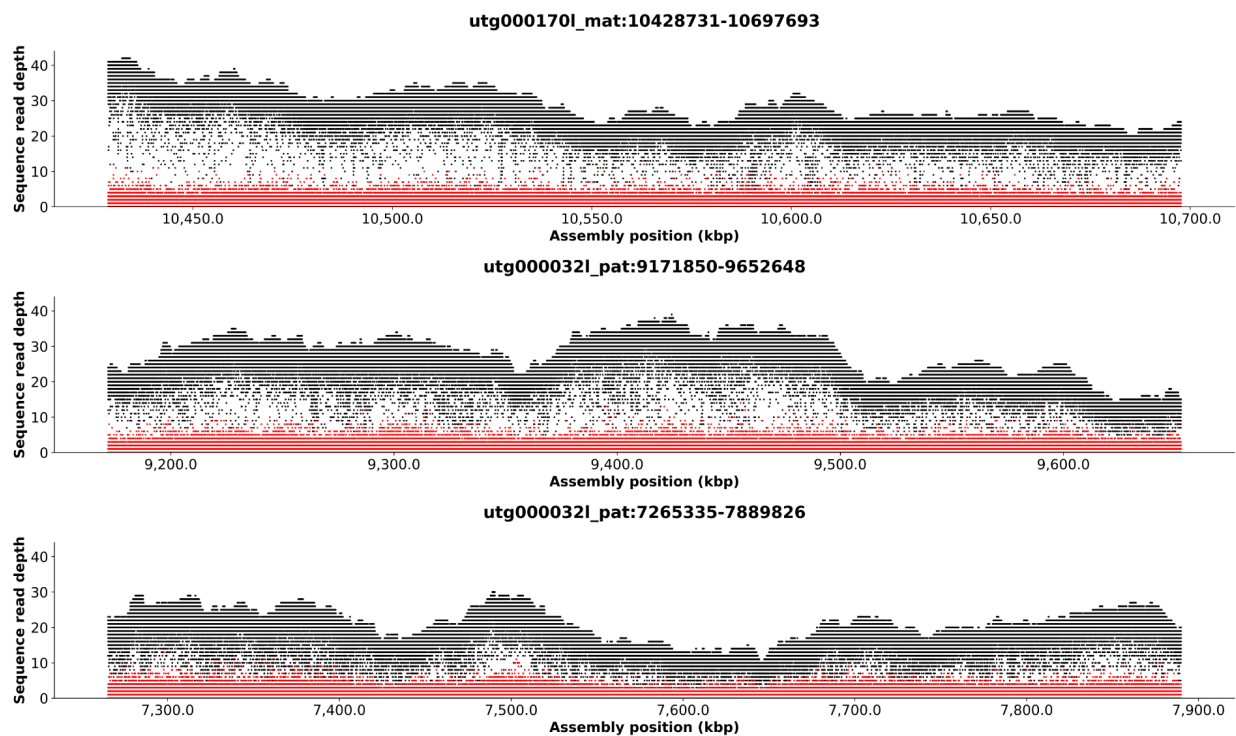 utg000170l_mat:10428731-10697693
Sequence read depth
40
30
20
10
0
10,450.0 10,500.0 10,550.0 10,600.0 10,650.0 10,700.0
Assembly position (kbp)
utg000032l_pat:9171850-9652648
Sequence read depth
40
30
20
10
0
9,200.0 9,300.0 9,400.0 9,500.0 9,600.0
Assembly position (kbp)
utg000032l_pat:7265335-7889826
Sequence read depth
40
30
20
10
0
7,300.0 7,400.0 7,500.0 7,600.0 7,700.0 7,800.0 7,900.0
Assembly position (kbp)